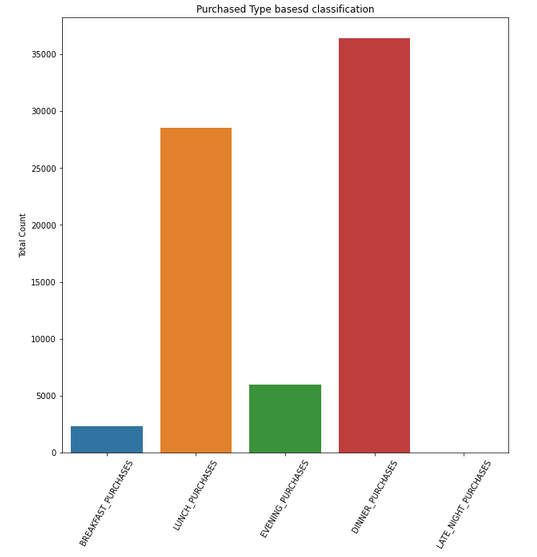 Purchased Type basesd classification
35000
30000
25000
20000
15000
10000
5000
0
Total Count
BREAKFAST_PURCHASES
LUNCH_PURCHASES
EVENING_PURCHASES
DINNER_PURCHASES
LATE_NIGHT_PURCHASES